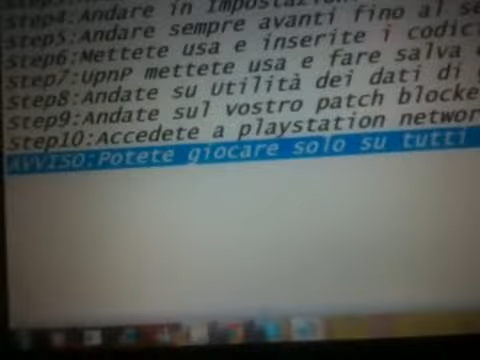 Step4:Andare in Impostazioni
Step5:Andare sempre avanti fino al se
Step6:Mettete usa e inserite i codic
Step7:UpnP mettete usa e fare salva
Step8:Andate su Utilità dei dati di
Step9:Andate sul vostro patch blocke
Step10:Accedete a playstation networ
AVVISO:Potete giocare solo su tutti